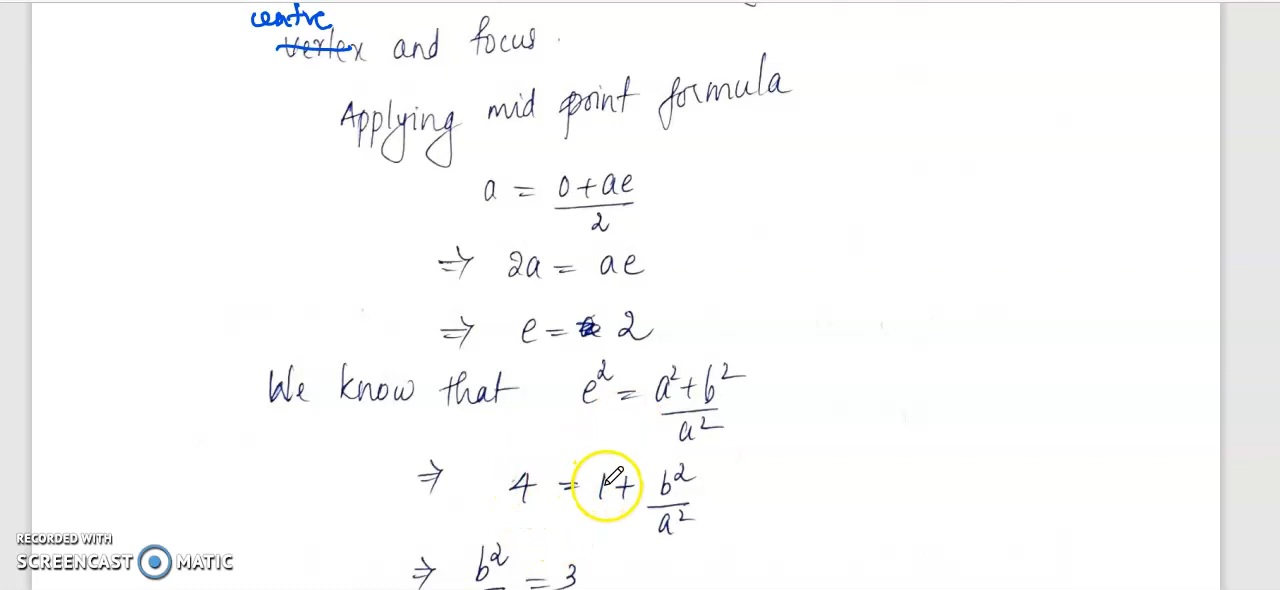 centre
vertex and focus.
Applying mid point formula
a = 0 + ae
2
⇒ 2a = ae
⇒ e = 2
We know that e² = a² + b²
a²
⇒ 4 = 1 + b²
a²
⇒ b² = 3
RECORDED WITH
SCREENCAST MATIC